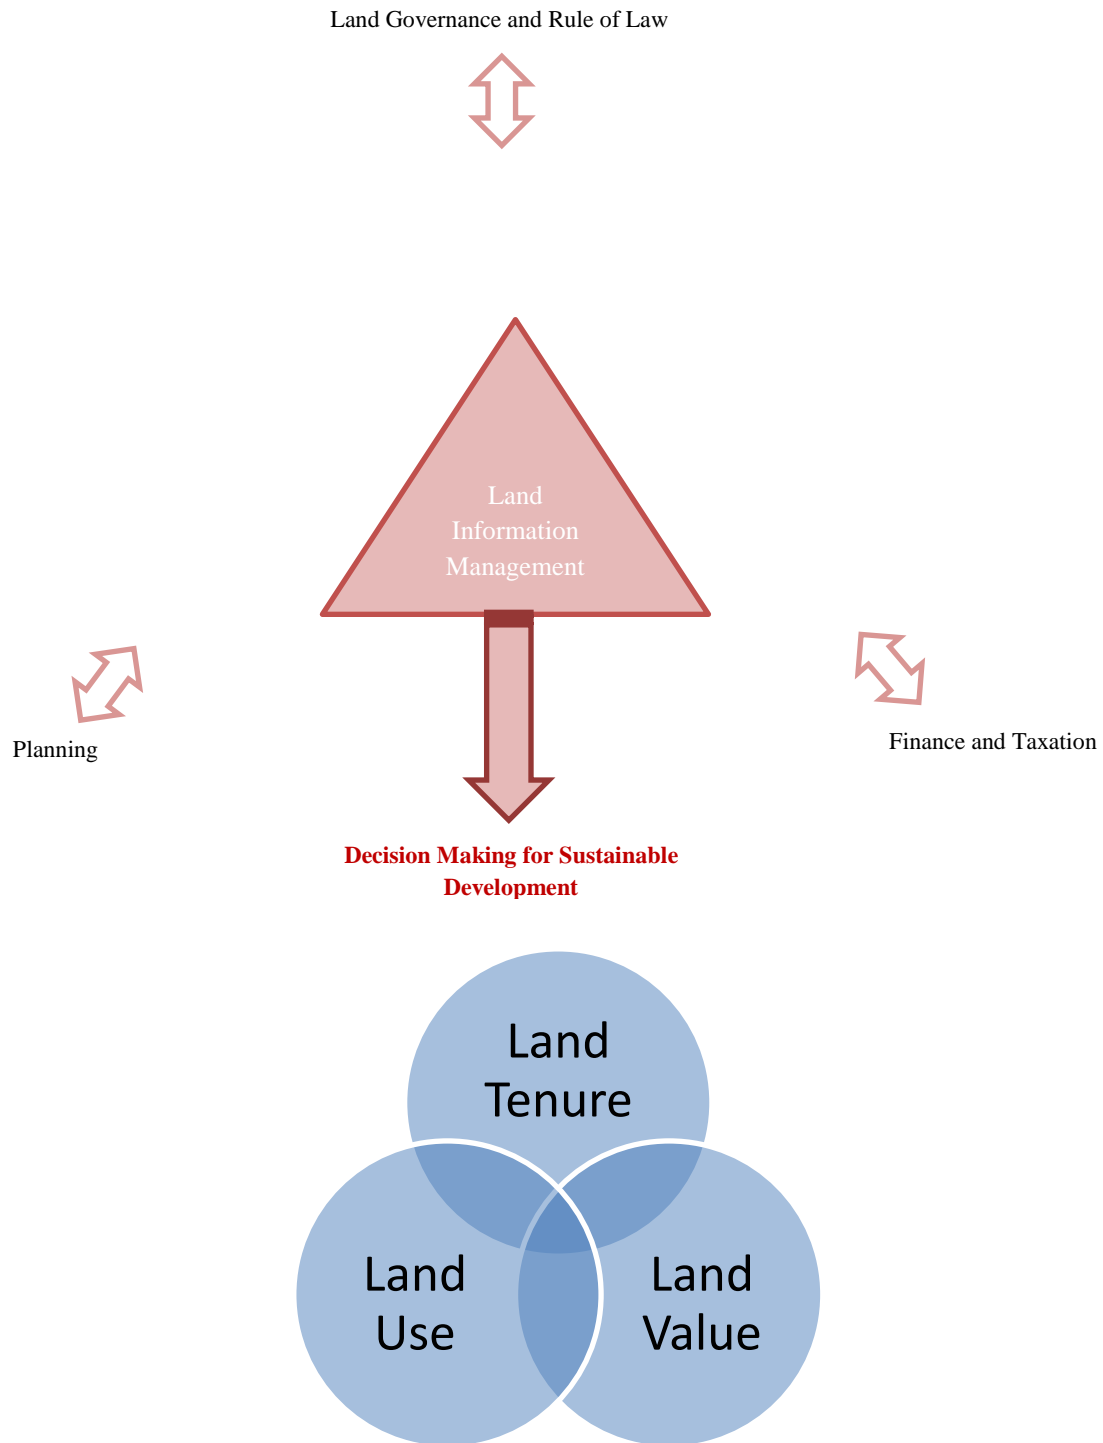 Land Governance and Rule of Law
Land
Information
Management
Planning
Finance and Taxation
Decision Making for Sustainable
Development
Land
Tenure
Land
Use
Land
Value